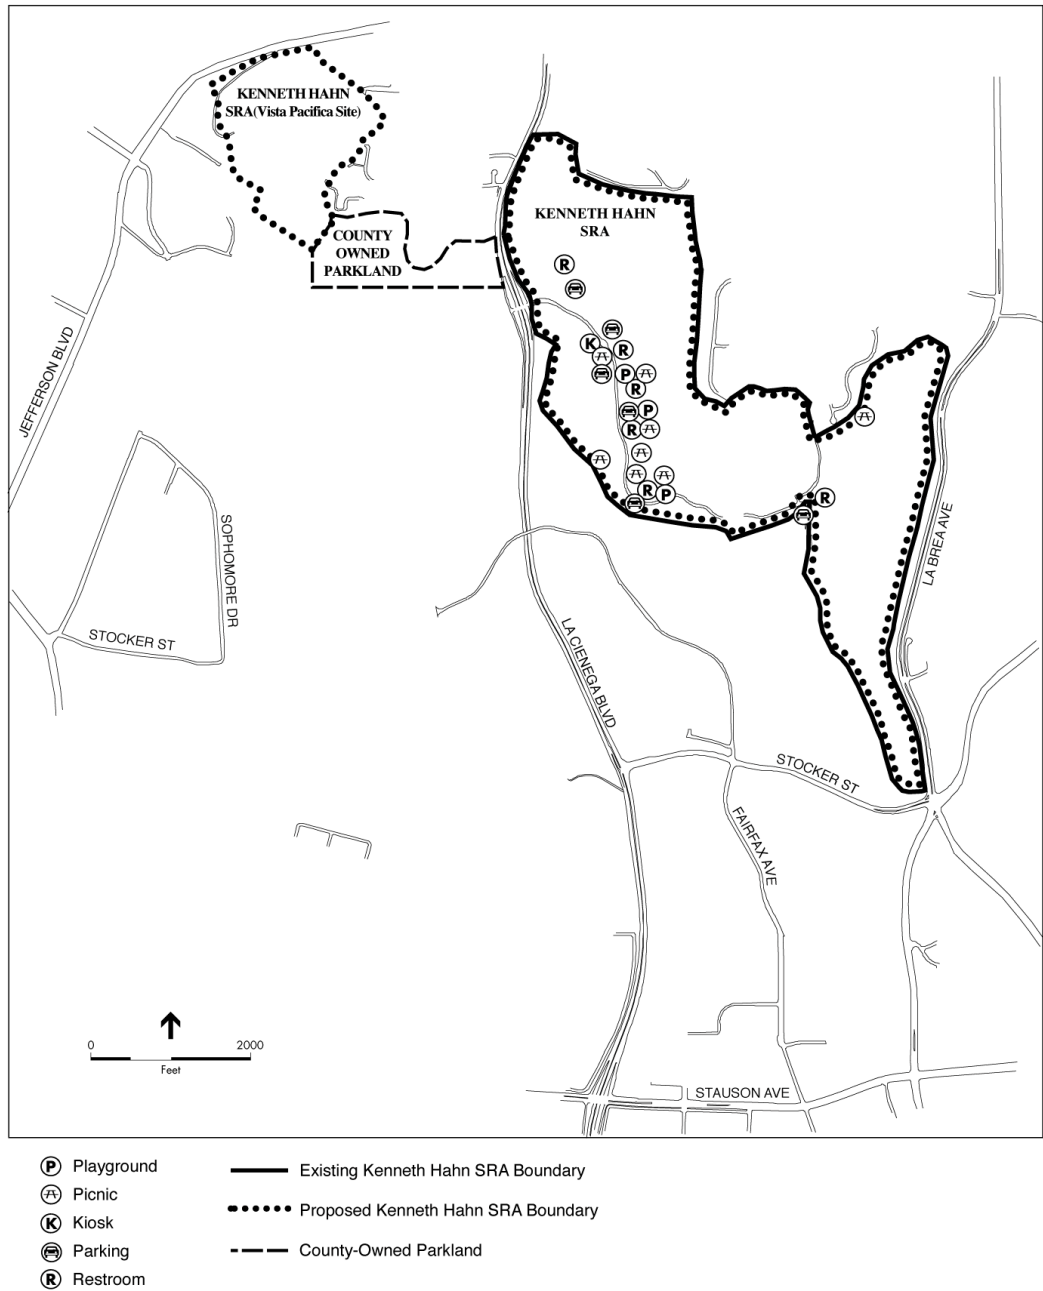 KENNETH HAHN
SRA(Vista Pacifica Site)
KENNETH HAHN
SRA
COUNTY
OWNED
PARKLAND
R
K
R
P
R
P
R
R
P
R
JEFFERSON BLVD
SOPHOMORE DR
STOCKER ST
LA CIENEGA BLVD
LA BREA AVE
STOCKER ST
FAIRFAX AVE
STAUSON AVE
0 2000
Feet
P Playground
Picnic
K Kiosk
Parking
R Restroom
Existing Kenneth Hahn SRA Boundary
Proposed Kenneth Hahn SRA Boundary
County-Owned Parkland